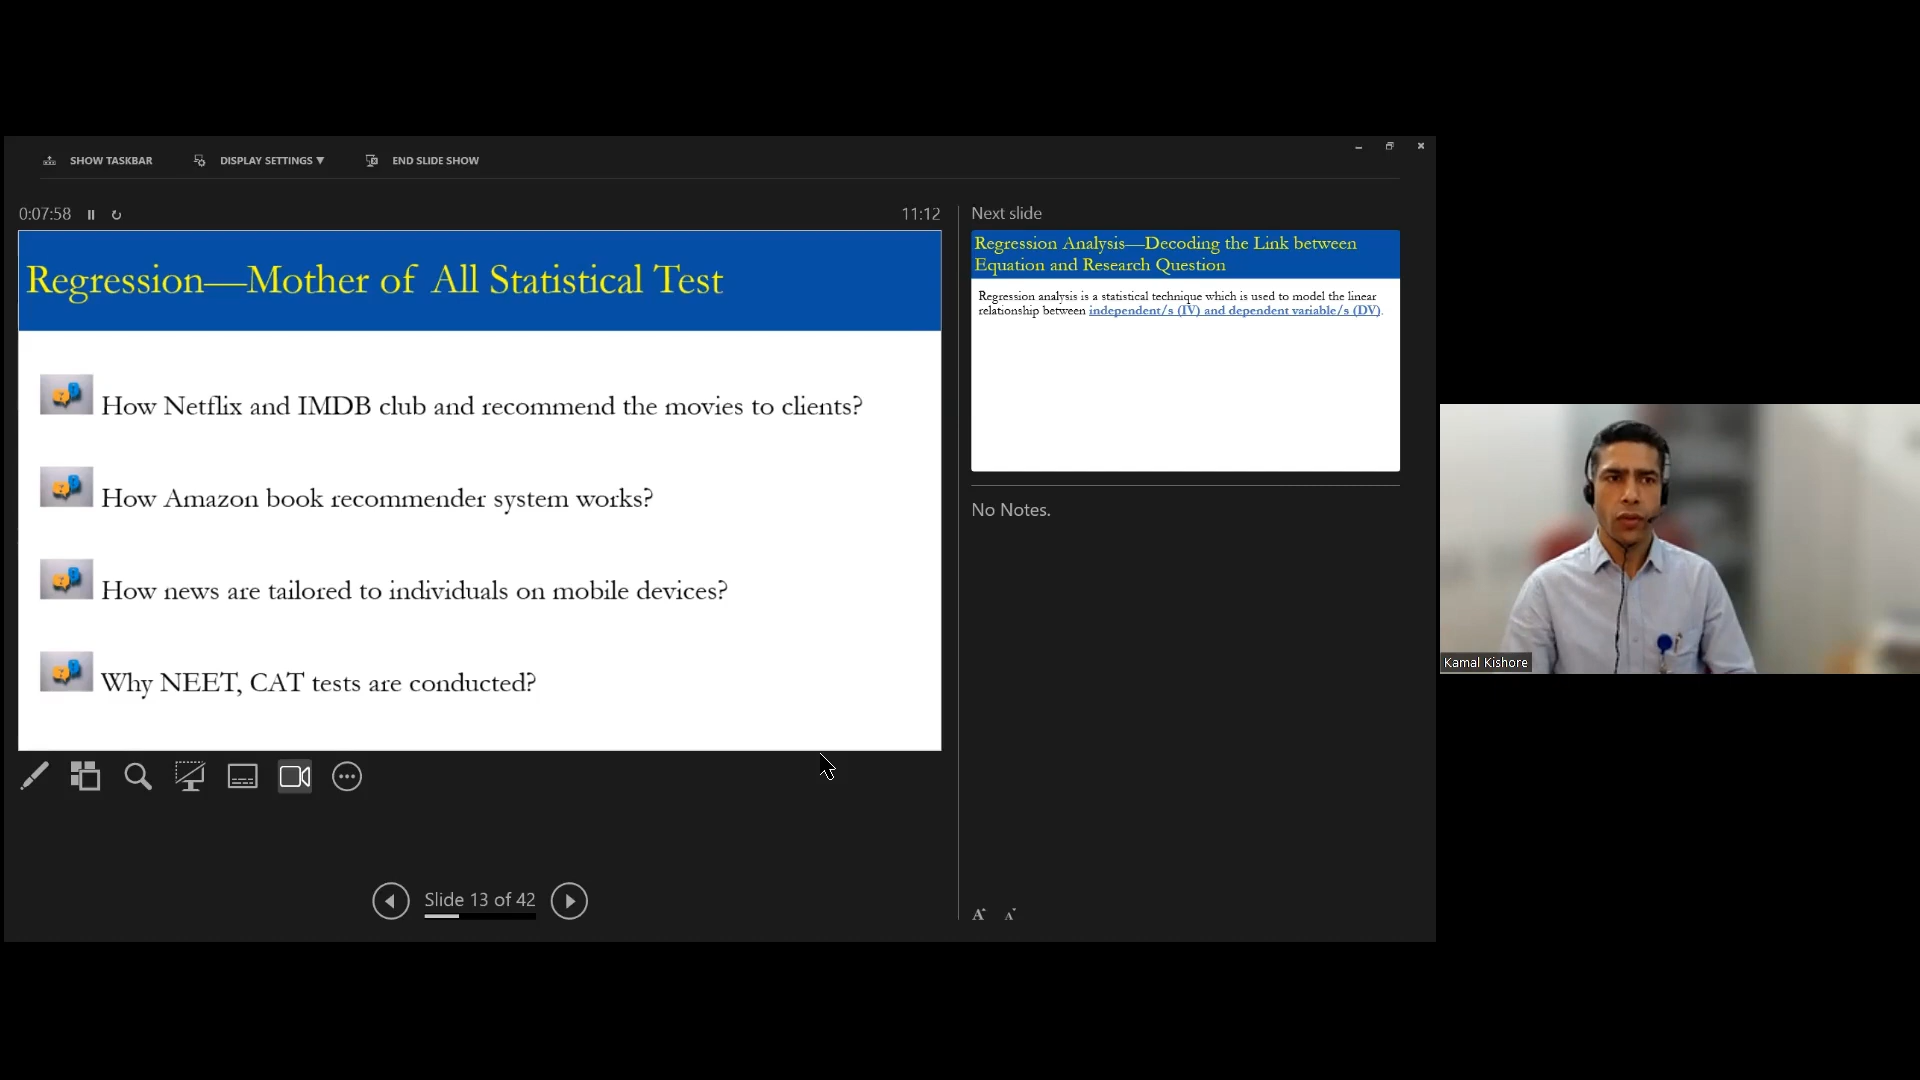 SHOW TASKBAR
DISPLAY SETTINGS ▼
END SLIDE SHOW
0:07:58
11:12
Regression—Mother of All Statistical Test
How Netflix and IMDB club and recommend the movies to clients?
How Amazon book recommender system works?
How news are tailored to individuals on mobile devices?
Why NEET, CAT tests are conducted?
Slide 13 of 42
Next slide
Regression Analysis—Decoding the Link between
Equation and Research Question
Regression analysis is a statistical technique which is used to model the linear
relationship between independent/s (IV) and dependent variable/s (DV).
No Notes.
A A
Kamal Kishore